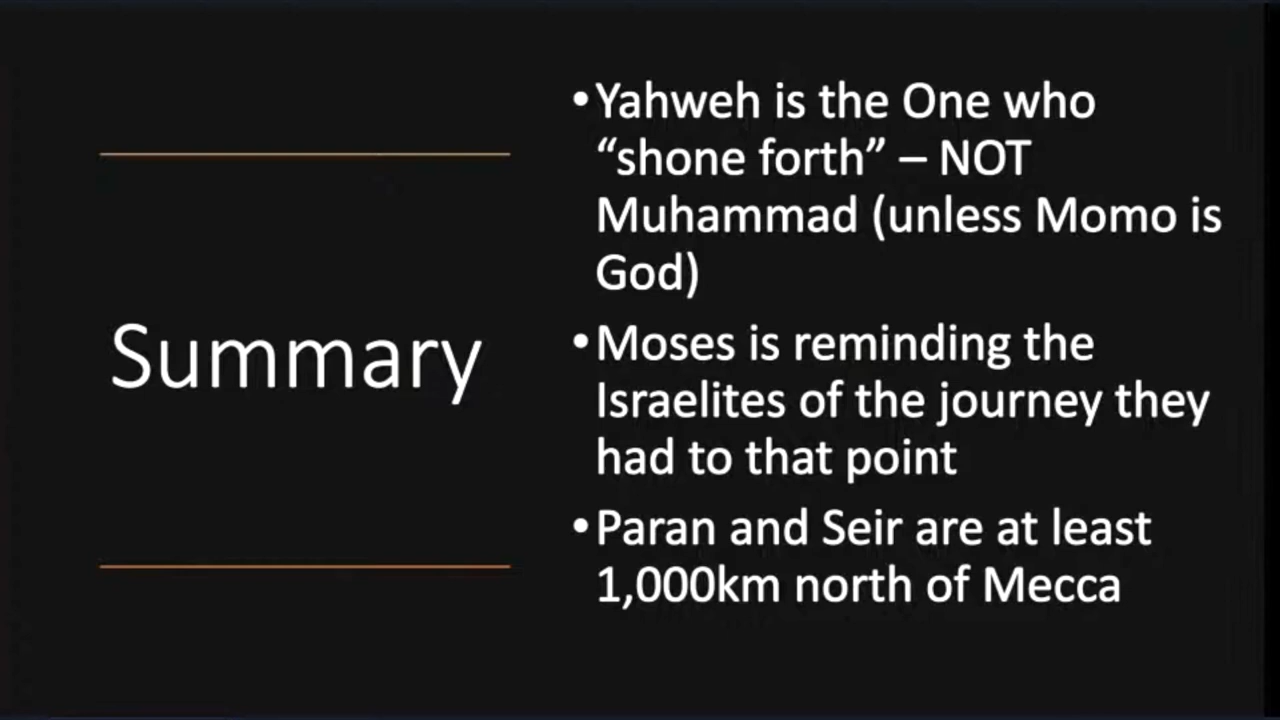 Summary
•Yahweh is the One who
“shone forth” – NOT
Muhammad (unless Momo is
God)
•Moses is reminding the
Israelites of the journey they
had to that point
•Paran and Seir are at least
1,000km north of Mecca